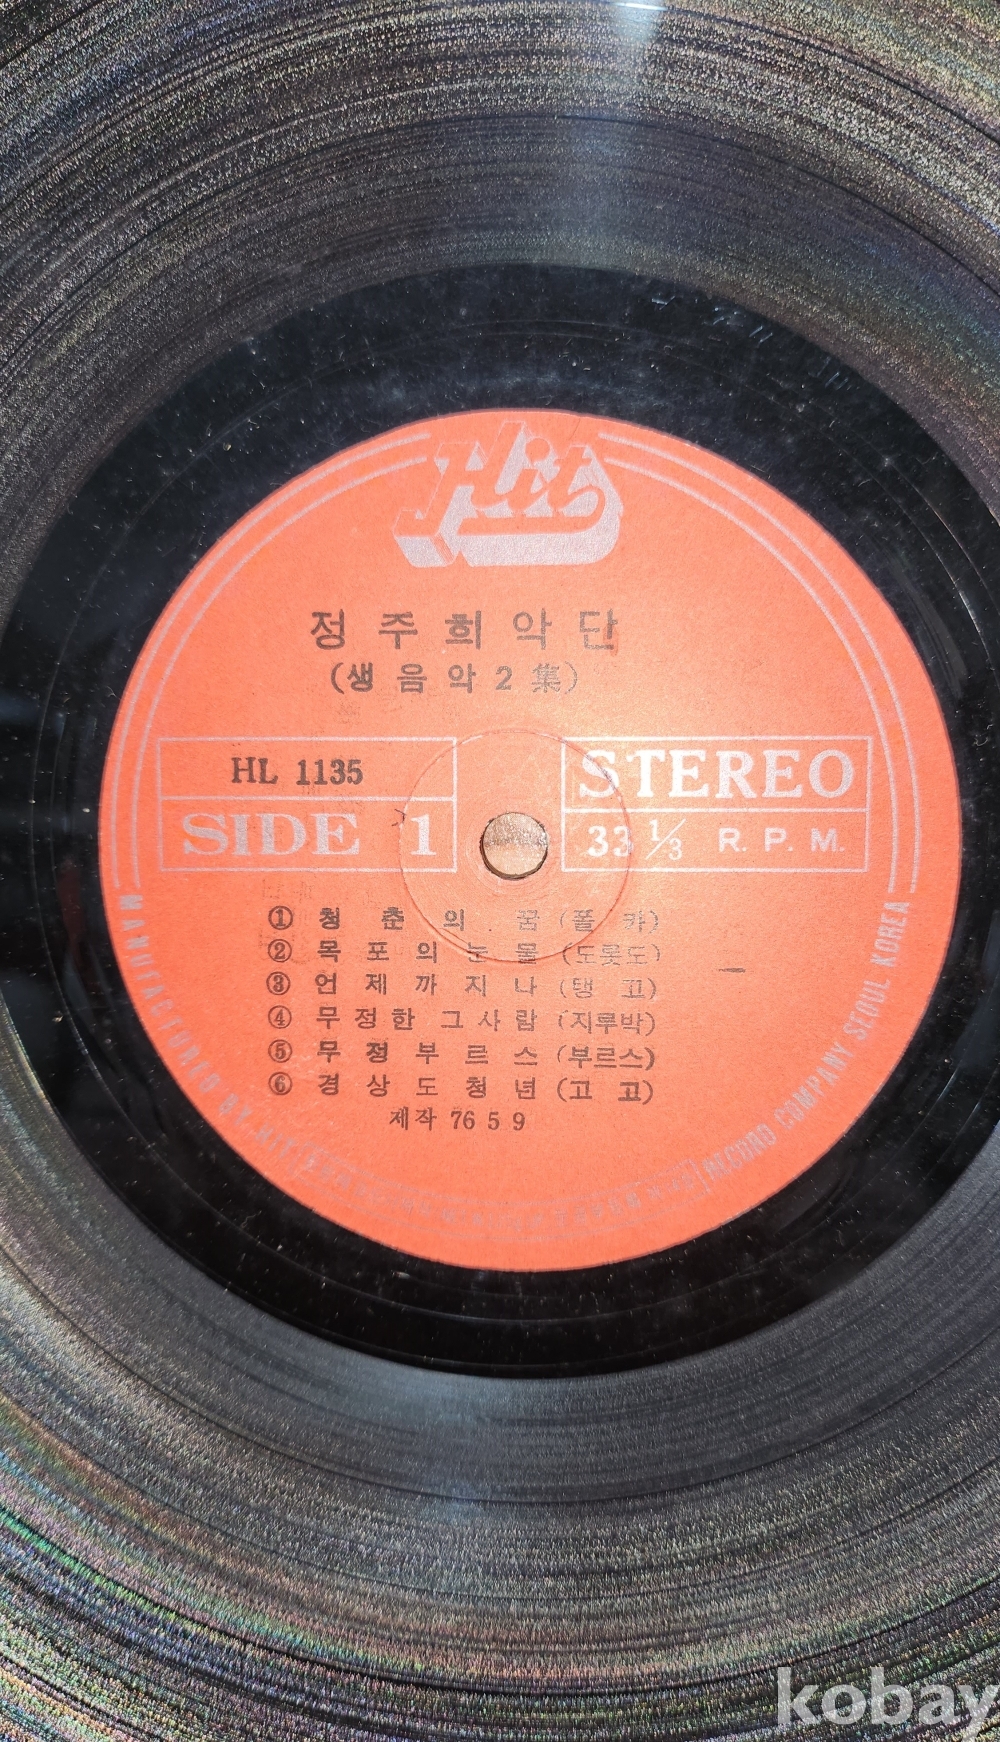 Hit
정주희악단
(생음악2集)
HL 1135
SIDE 1
STEREO
33 1/3 R. P. M.
① 청춘의 꿈 (폴카)
② 목포의눈물 (도롯도)
③ 언제까지나 (탱고)
④ 무정한 그사람 (지루박)
⑤ 무정부르스 (부르스)
⑥ 경상도청년 (고고)
제작 76 5 9
MANUFACTURED BY HIT RECORD COMPANY SEOUL KOREA
kobay